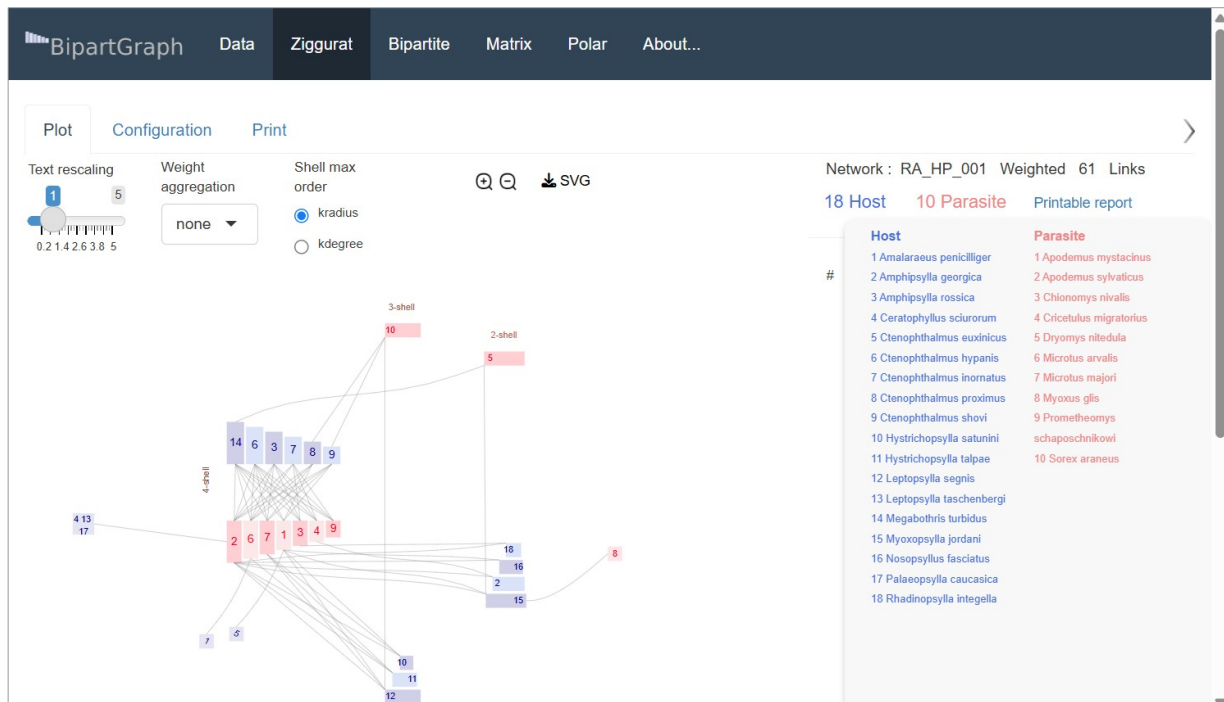 BipartGraph Data Ziggurat Bipartite Matrix Polar About...
Plot Configuration Print
Text rescaling
1 5
0.2 1.4 2.6 3.8 5
Weight
aggregation
none
Shell max
order
kradius
kdegree
SVG
Network : RA_HP_001 Weighted 61 Links
18 Host 10 Parasite Printable report
#
Host
1 Amalaraeus penicilliger
2 Amphipsylla georgica
3 Amphipsylla rossica
4 Ceratophyllus sciurorum
5 Ctenophthalmus euxinicus
6 Ctenophthalmus hypanis
7 Ctenophthalmus inornatus
8 Ctenophthalmus proximus
9 Ctenophthalmus shovi
10 Hystrichopsylla satunini
11 Hystrichopsylla talpae
12 Leptopsylla segnis
13 Leptopsylla taschenbergi
14 Megabothris turbidus
15 Myoxopsylla jordani
16 Nosopsyllus fasciatus
17 Palaeopsylla caucasica
18 Rhadinopsylla integella
Parasite
1 Apodemus mystacinus
2 Apodemus sylvaticus
3 Chionomys nivalis
4 Cricetulus migratorius
5 Dryomys nitedula
6 Microtus arvalis
7 Microtus majori
8 Myoxus glis
9 Prometheomys
schaposchnikowi
10 Sorex araneus
3-shell
10
2-shell
5
14 6 3 7 8 9
4-shell
4 13
17
2 6 7 1 3 4 9
18
16
2
15
8
1
5
10
11
12